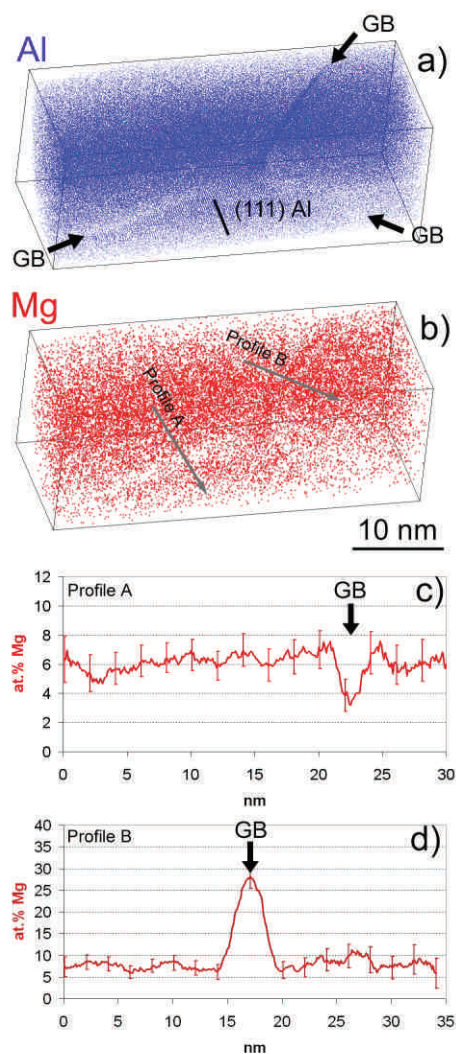 Al
GB
a)
(111) Al
GB
GB
Mg
b)
Profile B
Profile A
10 nm
c)
Profile A
GB
12
10
8
6
4
2
0
at.% Mg
0 5 10 15 20 25 30
nm
d)
Profile B
GB
40
35
30
25
20
15
10
5
0
at.% Mg
0 5 10 15 20 25 30 35
nm